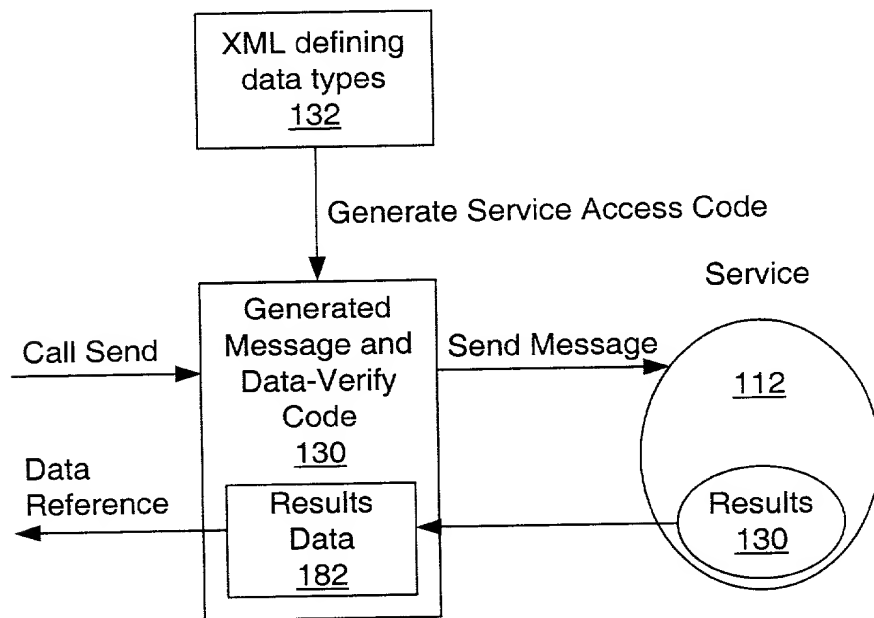 XML defining
data types
132
Generate Service Access Code
Service
Generated
Message and
Data-Verify
Code
130
Call Send
Send Message
112
Data
Reference
Results
Data
182
Results
130